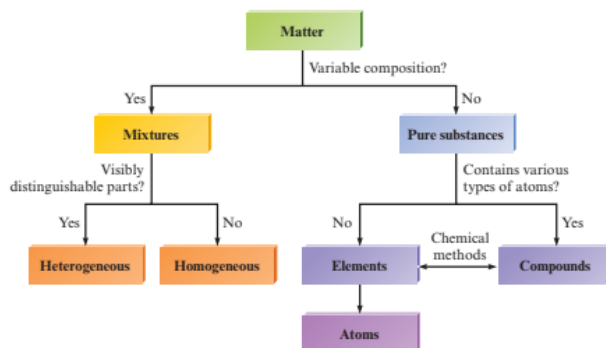 Matter
Variable composition?
Yes
No
Mixtures
Pure substances
Visibly
distinguishable parts?
Contains various
types of atoms?
Yes
No
No
Yes
Chemical
methods
Heterogeneous
Homogeneous
Elements
Compounds
Atoms